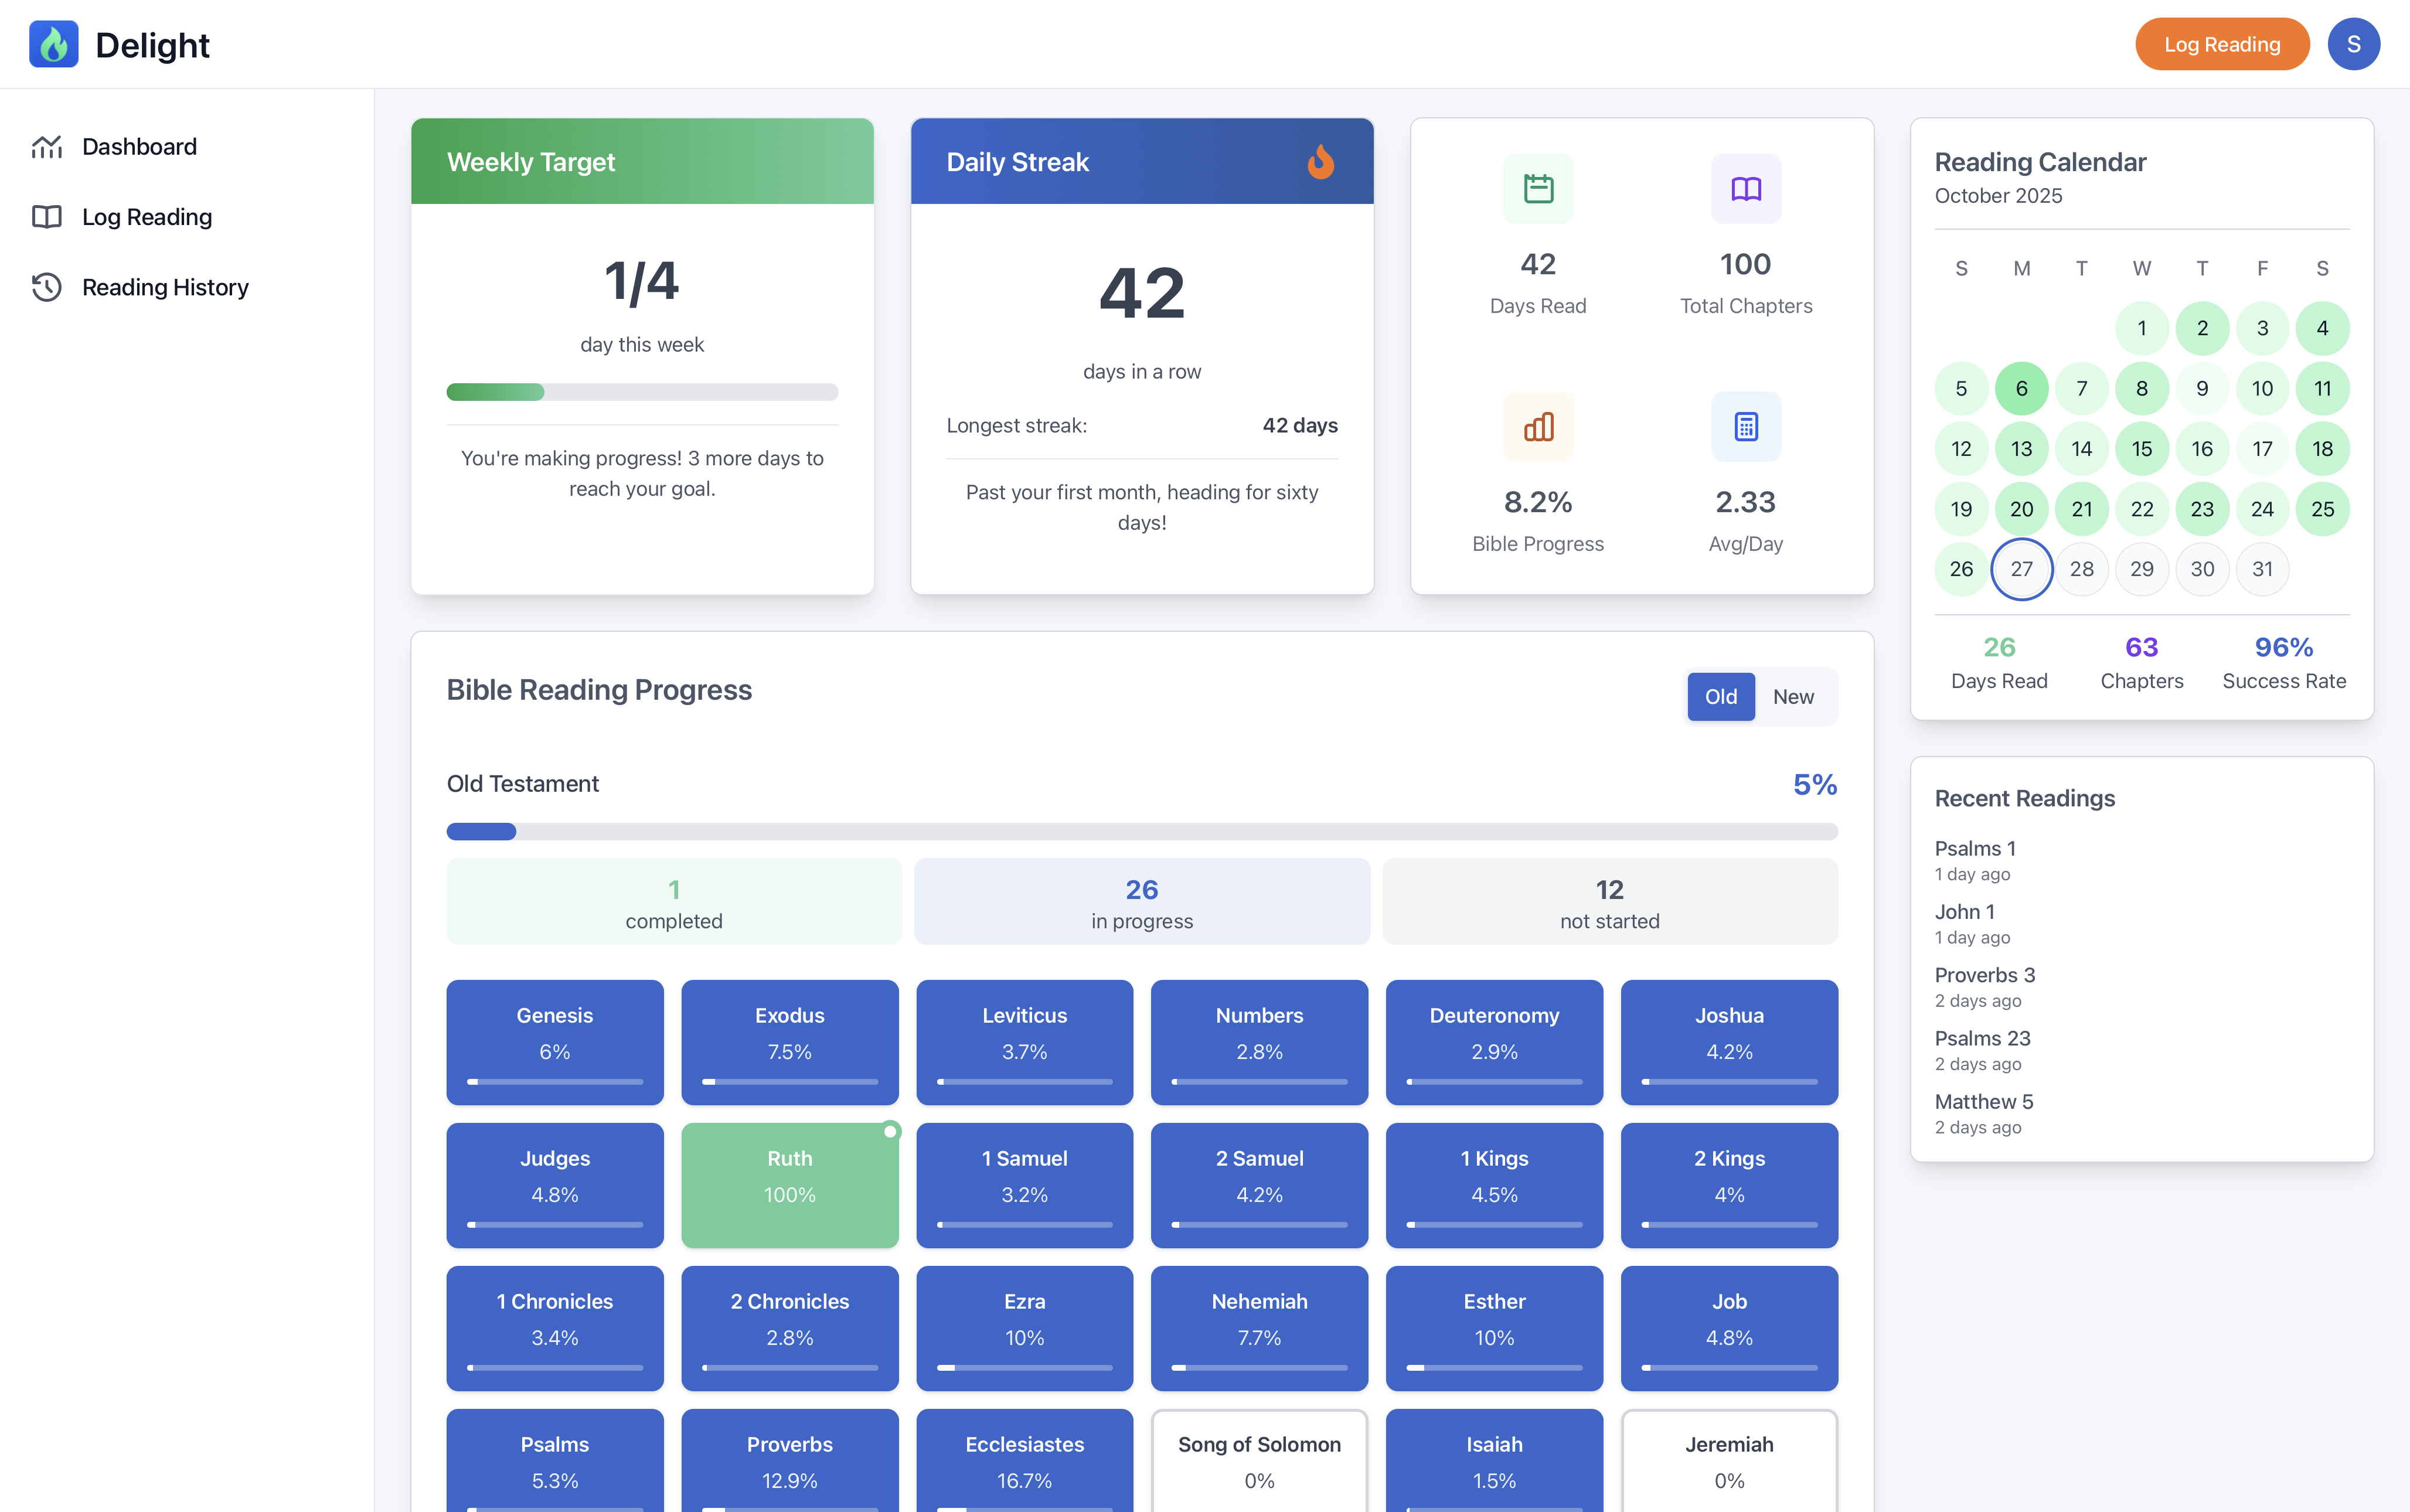 Delight
Log Reading
S
Dashboard
Log Reading
Reading History
Weekly Target
1/4
day this week
You're making progress! 3 more days to
reach your goal.
Daily Streak
42
days in a row
Longest streak: 42 days
Past your first month, heading for sixty
days!
42
Days Read
100
Total Chapters
8.2%
Bible Progress
2.33
Avg/Day
Reading Calendar
October 2025
S M T W T F S
1 2 3 4
5 6 7 8 9 10 11
12 13 14 15 16 17 18
19 20 21 22 23 24 25
26 27 28 29 30 31
26 63 96%
Days Read Chapters Success Rate
Bible Reading Progress
Old New
Old Testament 5%
1
completed
26
in progress
12
not started
Genesis Exodus Leviticus Numbers Deuteronomy Joshua
6% 7.5% 3.7% 2.8% 2.9% 4.2%
Judges Ruth 1 Samuel 2 Samuel 1 Kings 2 Kings
4.8% 100% 3.2% 4.2% 4.5% 4%
1 Chronicles 2 Chronicles Ezra Nehemiah Esther Job
3.4% 2.8% 10% 7.7% 10% 4.8%
Psalms Proverbs Ecclesiastes Song of Solomon Isaiah Jeremiah
5.3% 12.9% 16.7% 0% 1.5% 0%
Recent Readings
Psalms 1
1 day ago
John 1
1 day ago
Proverbs 3
2 days ago
Psalms 23
2 days ago
Matthew 5
2 days ago